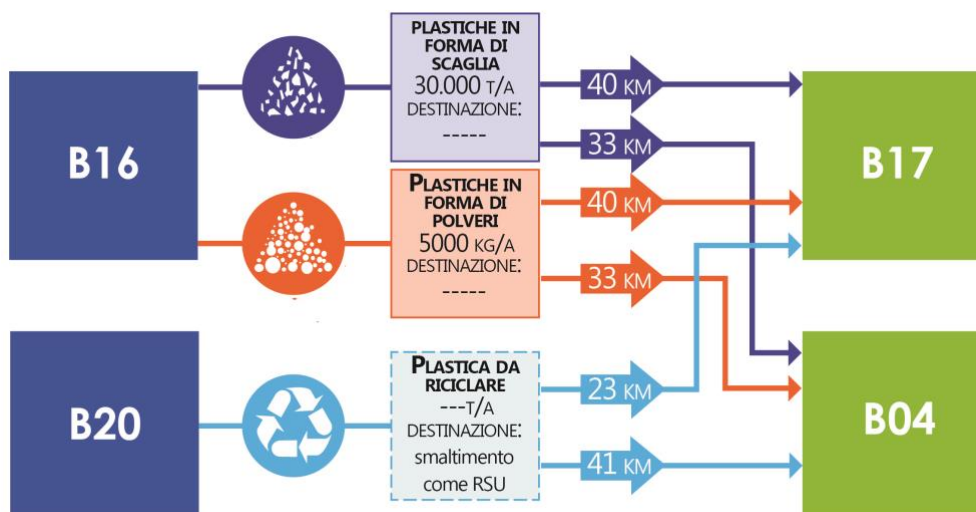 B16
PLASTICHE IN
FORMA DI
SCAGLIA
30.000 T/A
DESTINAZIONE:
-----
40 KM
33 KM
B17
PLASTICHE IN
FORMA DI
POLVERI
5000 KG/A
DESTINAZIONE:
-----
40 KM
33 KM
B20
PLASTICA DA
RICICLARE
---T/A
DESTINAZIONE:
smaltimento
come RSU
23 KM
41 KM
B04